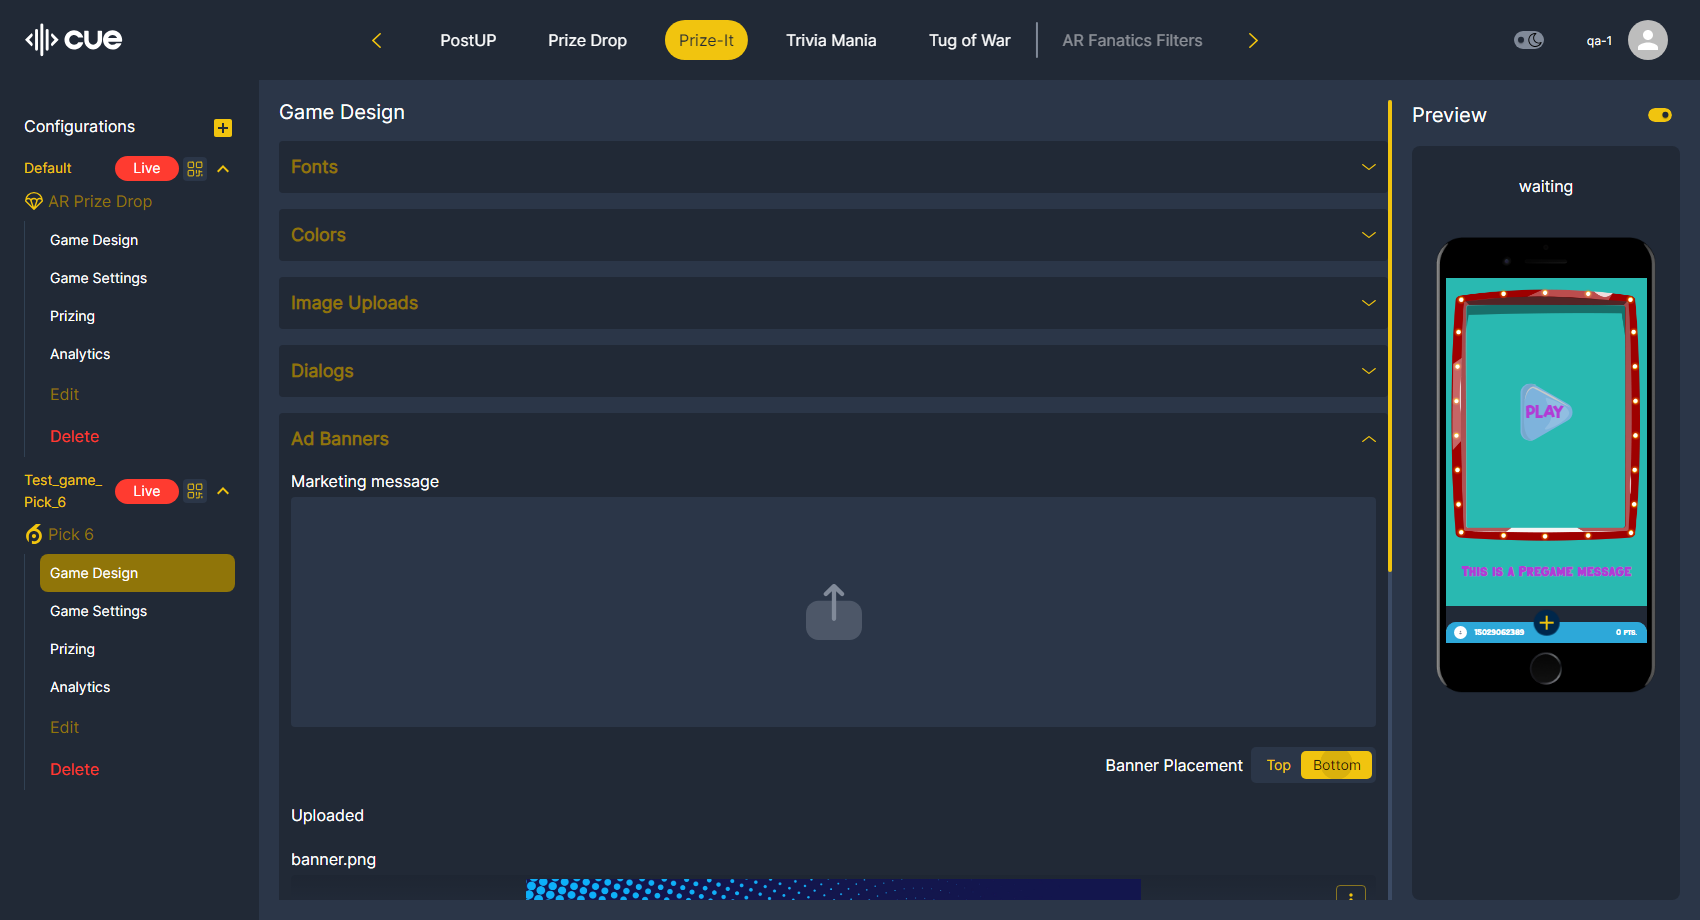 cue
PostUP
Prize Drop
Prize-It
Trivia Mania
Tug of War
AR Fanatics Filters
qa-1
Configurations
Default
Live
AR Prize Drop
Game Design
Game Settings
Prizing
Analytics
Edit
Delete
Test_game_
Pick_6
Live
Pick 6
Game Design
Game Settings
Prizing
Analytics
Edit
Delete
Game Design
Fonts
Colors
Image Uploads
Dialogs
Ad Banners
Marketing message
Banner Placement
Top
Bottom
Uploaded
banner.png
Preview
waiting
PLAY
This is a Pregame message
15029062389
0 PTS.